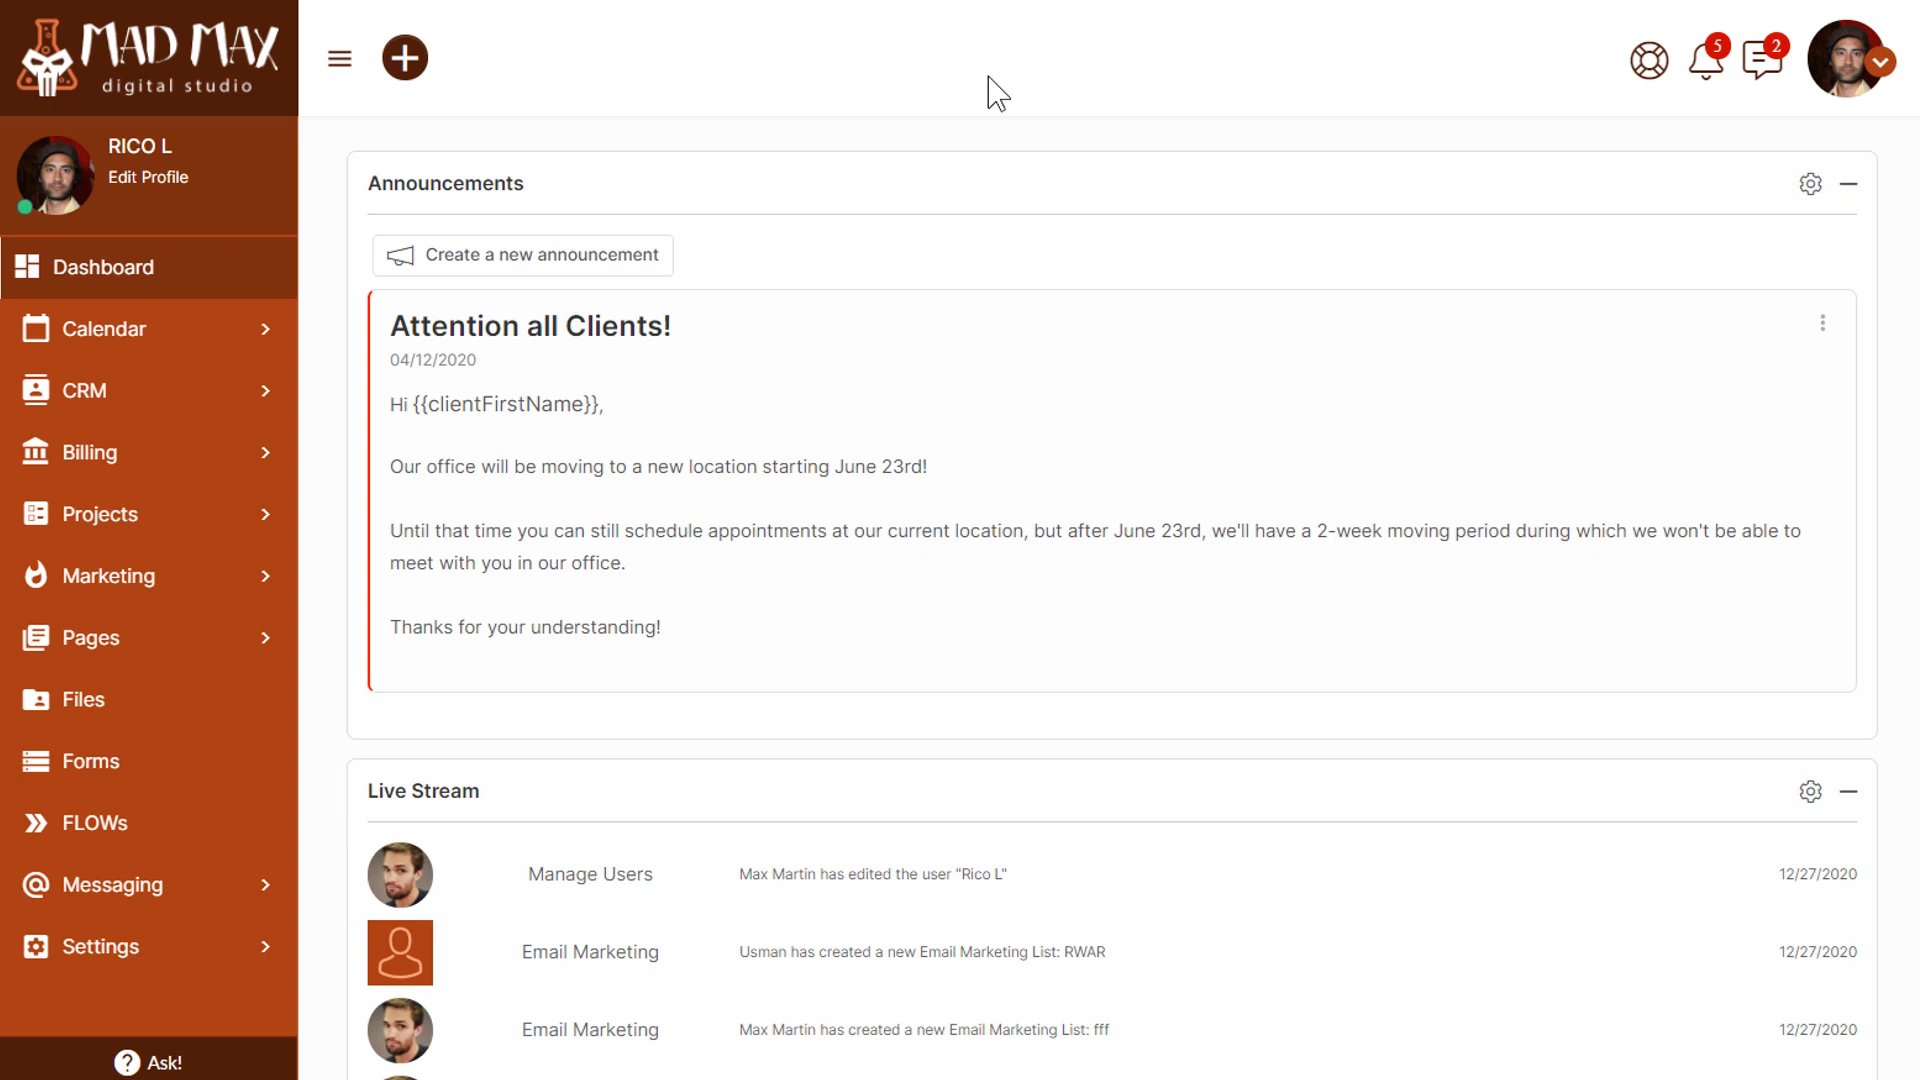 MAD MAX
digital studio
5
2
RICO L
Edit Profile
Dashboard
Calendar
CRM
Billing
Projects
Marketing
Pages
Files
Forms
FLOWs
Messaging
Settings
? Ask!
Announcements
Create a new announcement
Attention all Clients!
04/12/2020
Hi {{clientFirstName}},
Our office will be moving to a new location starting June 23rd!
Until that time you can still schedule appointments at our current location, but after June 23rd, we'll have a 2-week moving period during which we won't be able to
meet with you in our office.
Thanks for your understanding!
Live Stream
Manage Users Max Martin has edited the user "Rico L" 12/27/2020
Email Marketing Usman has created a new Email Marketing List: RWAR 12/27/2020
Email Marketing Max Martin has created a new Email Marketing List: fff 12/27/2020